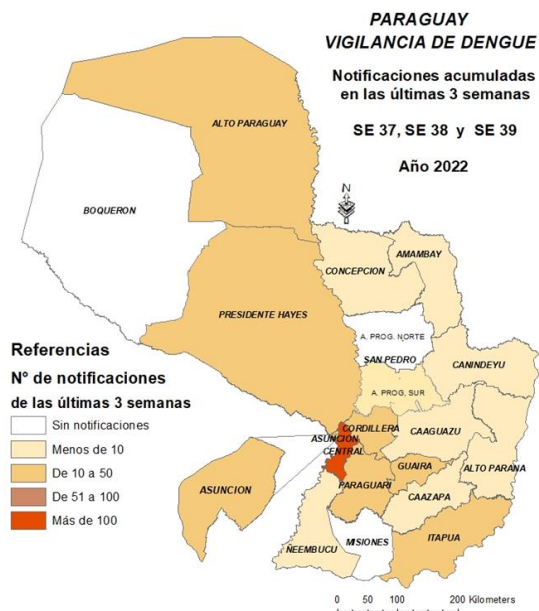 PARAGUAY
VIGILANCIA DE DENGUE
Notificaciones acumuladas
en las últimas 3 semanas
SE 37, SE 38 y SE 39
Año 2022
N
ALTO PARAGUAY
BOQUERON
CONCEPCION
AMAMBAY
PRESIDENTE HAYES
A. PROG. NORTE
SAN PEDRO
CANINDEYU
A. PROG, SUR
CORDILLERA
ASUNCION
CENTRAL
CAAGUAZU
GUAIRA
ALTO PARANA
PARAGUARI
CAAZAPA
ASUNCION
MISIONES
ITAPUA
ÑEEMBUCU
Referencias
N° de notificaciones
de las últimas 3 semanas
Sin notificaciones
Menos de 10
De 10 a 50
De 51 a 100
Más de 100
0 50 100 200 Kilometers